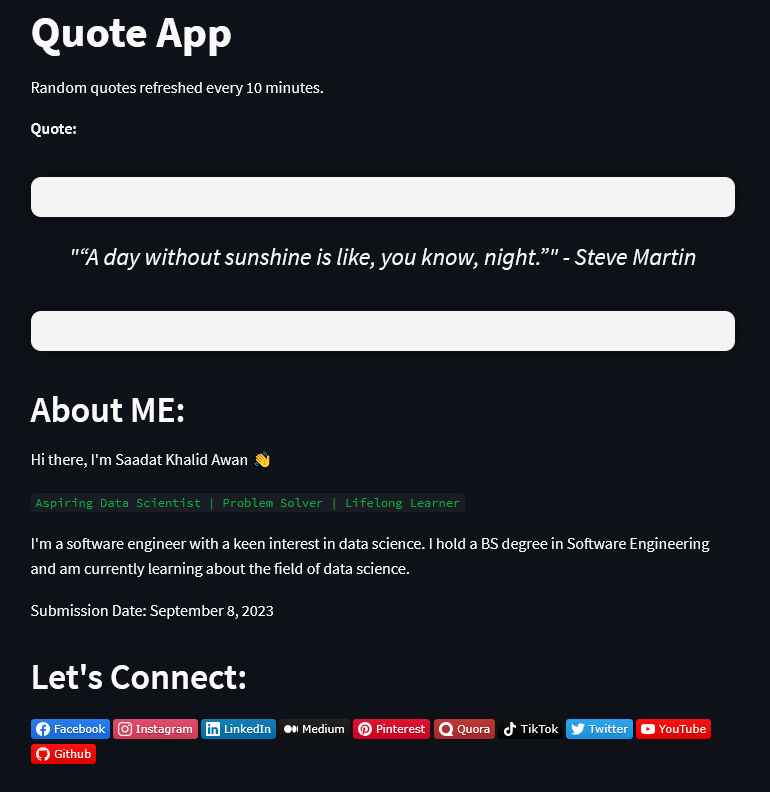 Quote App
Random quotes refreshed every 10 minutes.
Quote:
"“A day without sunshine is like, you know, night.”" - Steve Martin
About ME:
Hi there, I'm Saadat Khalid Awan 👋
Aspiring Data Scientist | Problem Solver | Lifelong Learner
I'm a software engineer with a keen interest in data science. I hold a BS degree in Software Engineering
and am currently learning about the field of data science.
Submission Date: September 8, 2023
Let's Connect:
Facebook Instagram LinkedIn Medium Pinterest Quora TikTok Twitter YouTube
Github